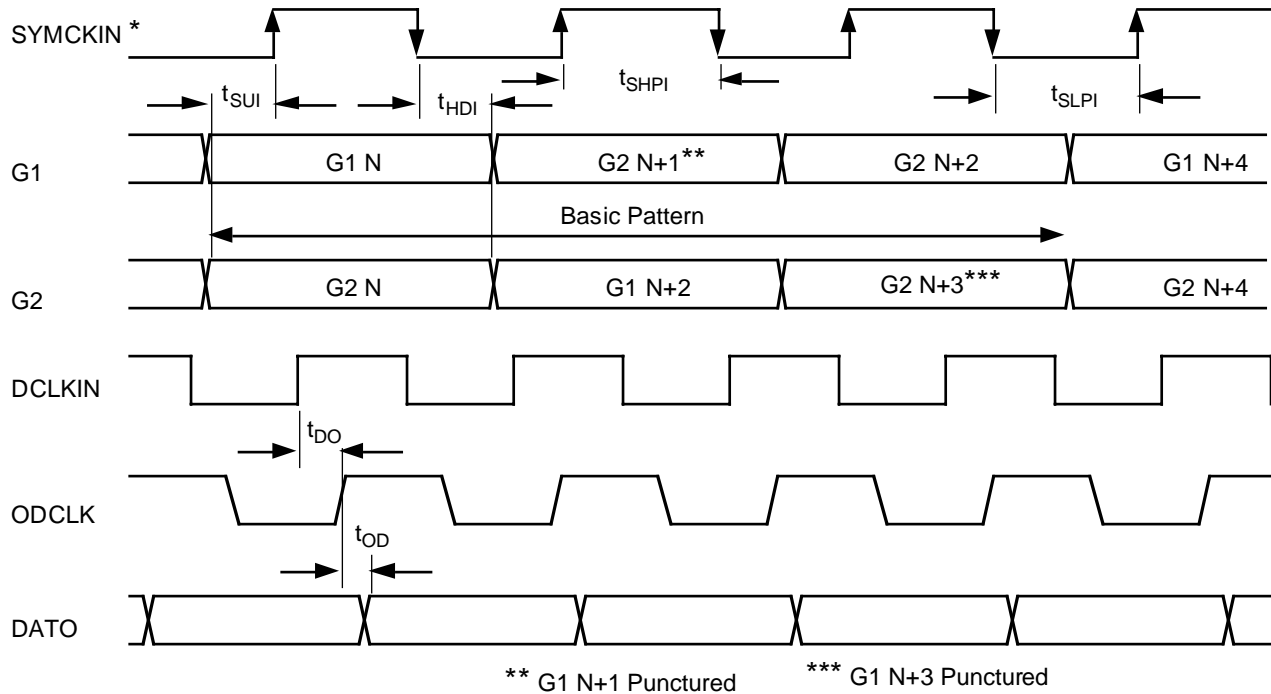 SYMCKIN *
tSUI
tHDI
tSHPI
tSLPI
G1
G1 N
G2 N+1**
G2 N+2
G1 N+4
Basic Pattern
G2
G2 N
G1 N+2
G2 N+3***
G2 N+4
DCLKIN
tDO
ODCLK
tOD
DATO
** G1 N+1 Punctured
*** G1 N+3 Punctured